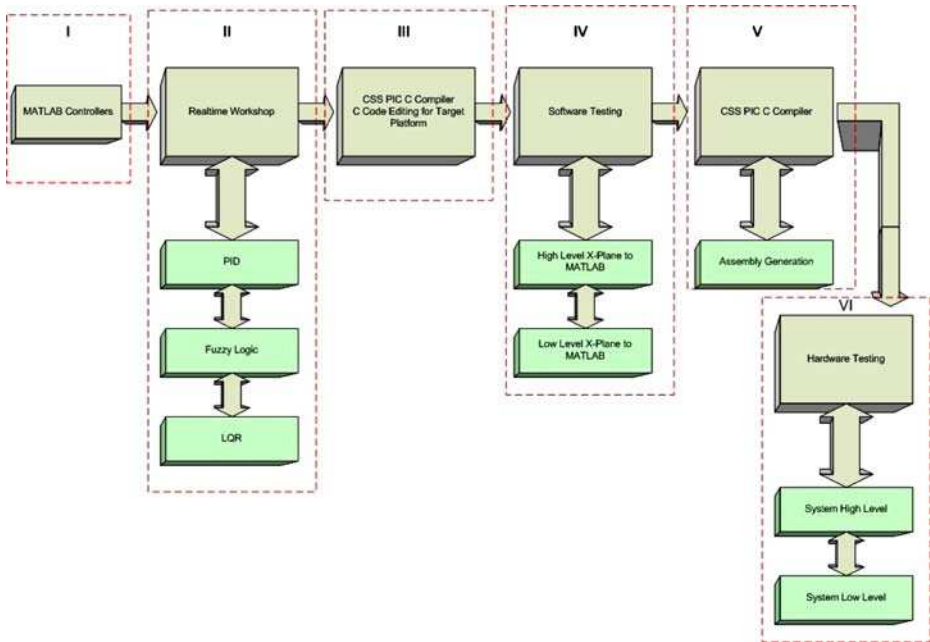 I
MATLAB Controllers
II
Realtime Workshop
PID
Fuzzy Logic
LQR
III
CSS PIC C Compiler
C Code Editing for Target
Platform
IV
Software Testing
High Level X-Plane to
MATLAB
Low Level X-Plane to
MATLAB
V
CSS PIC C Compiler
Assembly Generation
VI
Hardware Testing
System High Level
System Low Level